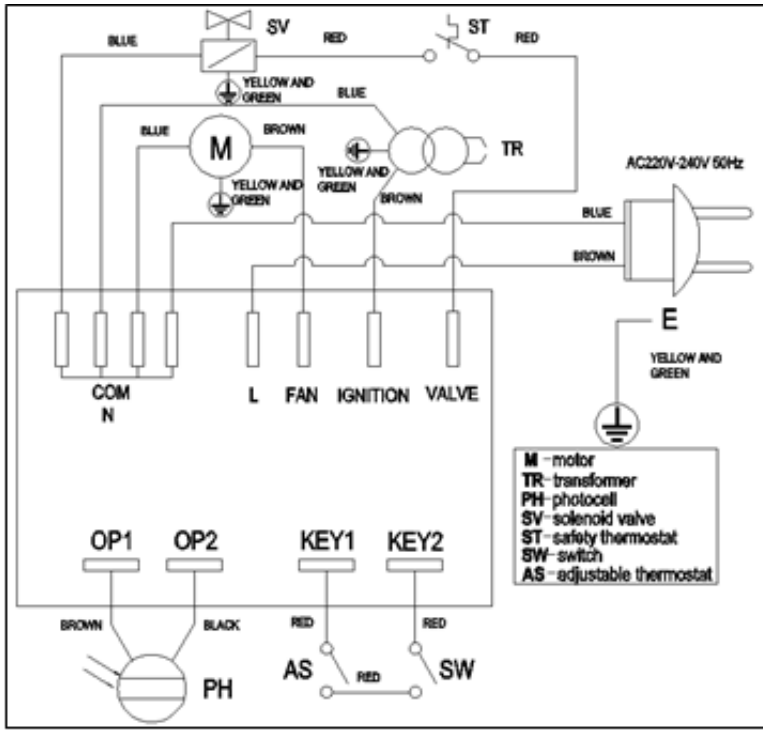 SV
ST
BLUE
RED
RED
YELLOW AND
GREEN
BLUE
BLUE
BROWN
M
TR
YELLOW AND
GREEN
YELLOW AND
GREEN
BROWN
AC220V-240V 50Hz
BLUE
BROWN
E
YELLOW AND
GREEN
COM
N
L
FAN
IGNITION
VALVE
M-motor
TR-transformer
PH-photocell
SV-solenoid valve
ST-safety thermostat
SW-switch
AS-adjustable thermostat
OP1
OP2
KEY1
KEY2
BROWN
BLACK
RED
RED
PH
AS
RED
SW